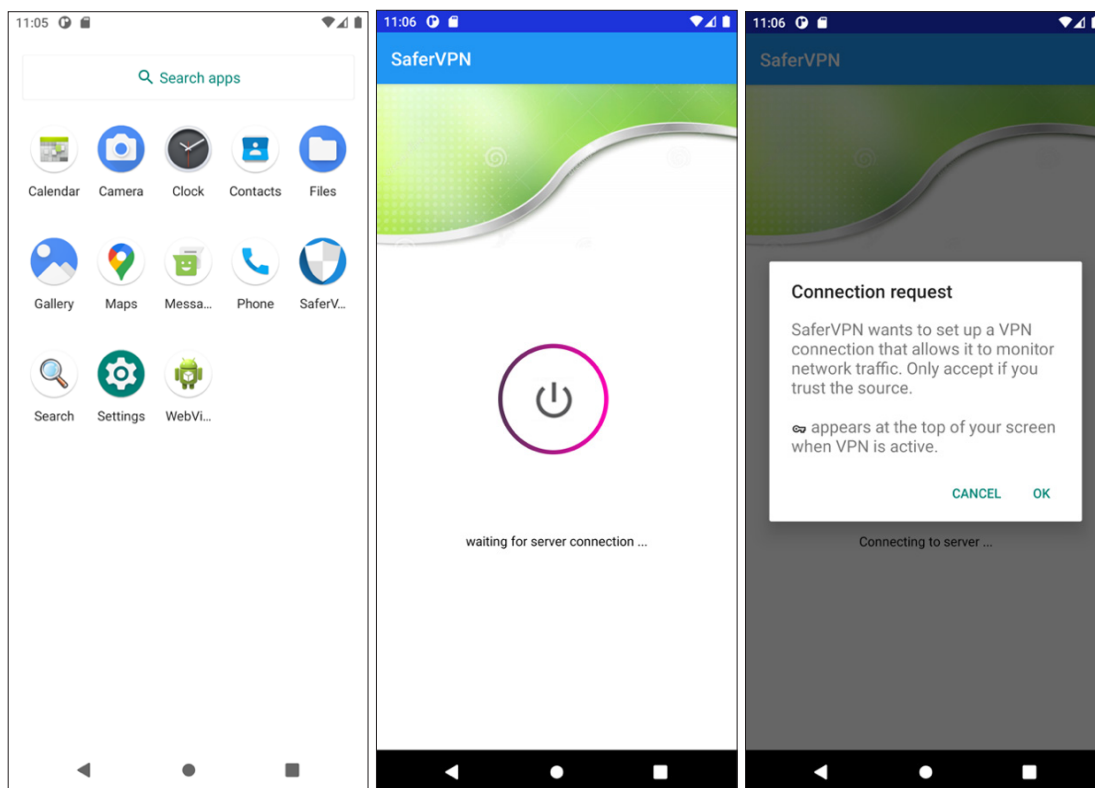 11:05
Search apps
Calendar Camera Clock Contacts Files
Gallery Maps Messa... Phone SaferV...
Search Settings WebVi...
11:06
SaferVPN
waiting for server connection ...
11:06
SaferVPN
Connection request
SaferVPN wants to set up a VPN
connection that allows it to monitor
network traffic. Only accept if you
trust the source.
appears at the top of your screen
when VPN is active.
CANCEL OK
Connecting to server ...